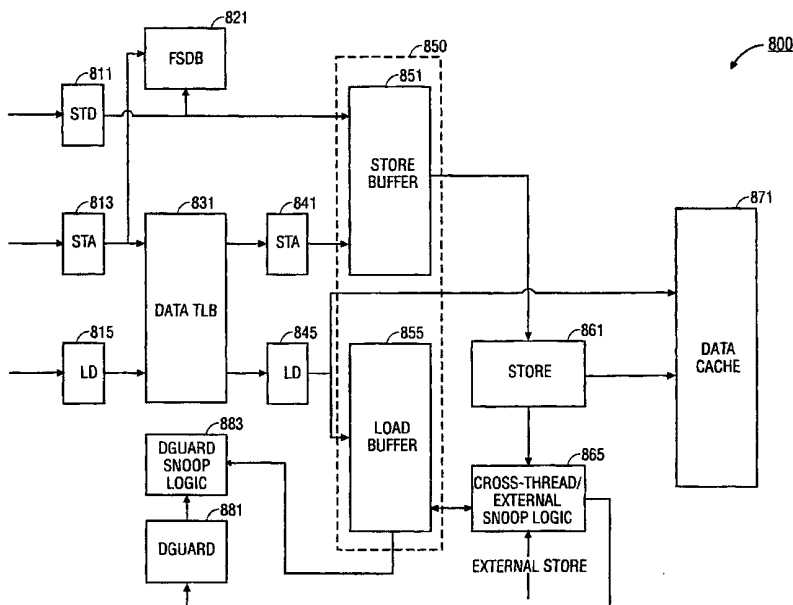 800
821
FSDB
850
811
STD
851
STORE
BUFFER
871
DATA
CACHE
813
STA
831
DATA TLB
841
STA
815
LD
845
LD
855
LOAD
BUFFER
861
STORE
883
DGUARD
SNOOP
LOGIC
865
CROSS-THREAD/
EXTERNAL
SNOOP LOGIC
881
DGUARD
EXTERNAL STORE